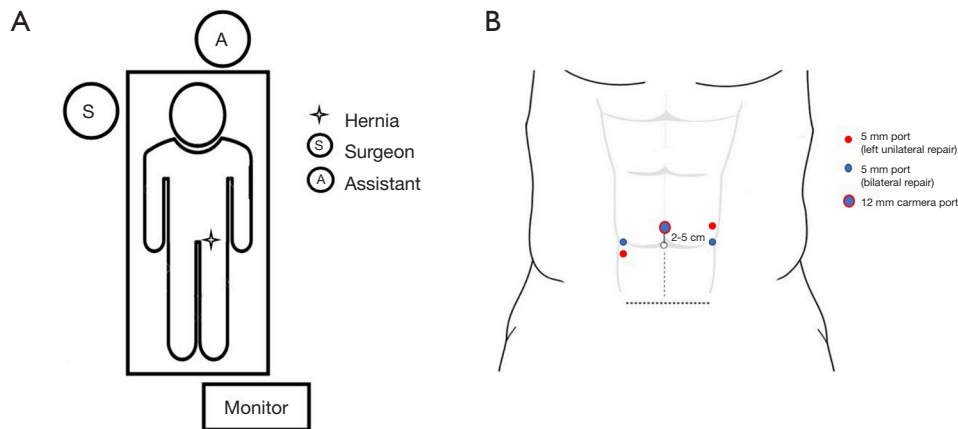 A
A
S
Hernia
S Surgeon
A Assistant
Monitor
B
5 mm port
(left unilateral repair)
5 mm port
(bilateral repair)
12 mm carmera port
2-5 cm